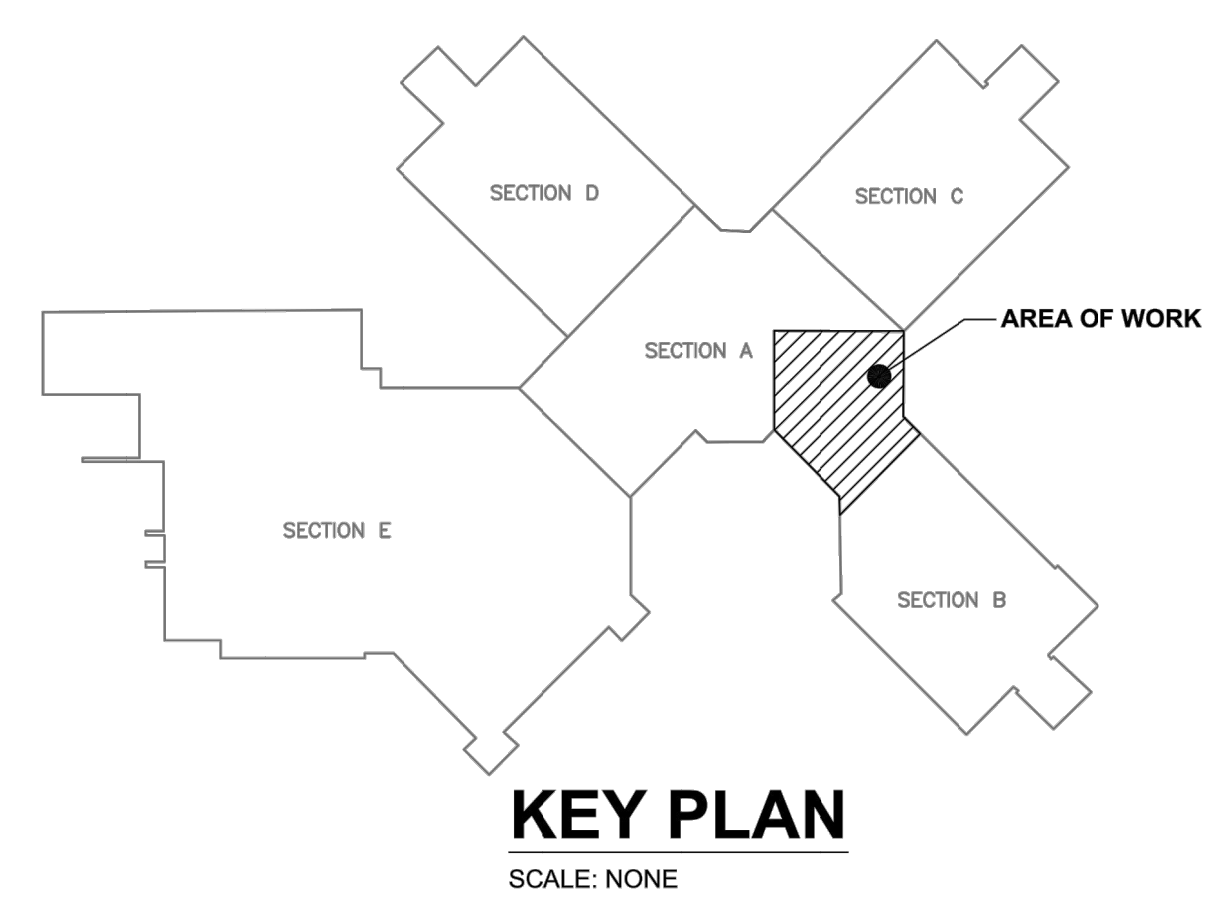 SECTION D
SECTION C
AREA OF WORK
SECTION A
SECTION E
SECTION B
KEY PLAN
SCALE: NONE